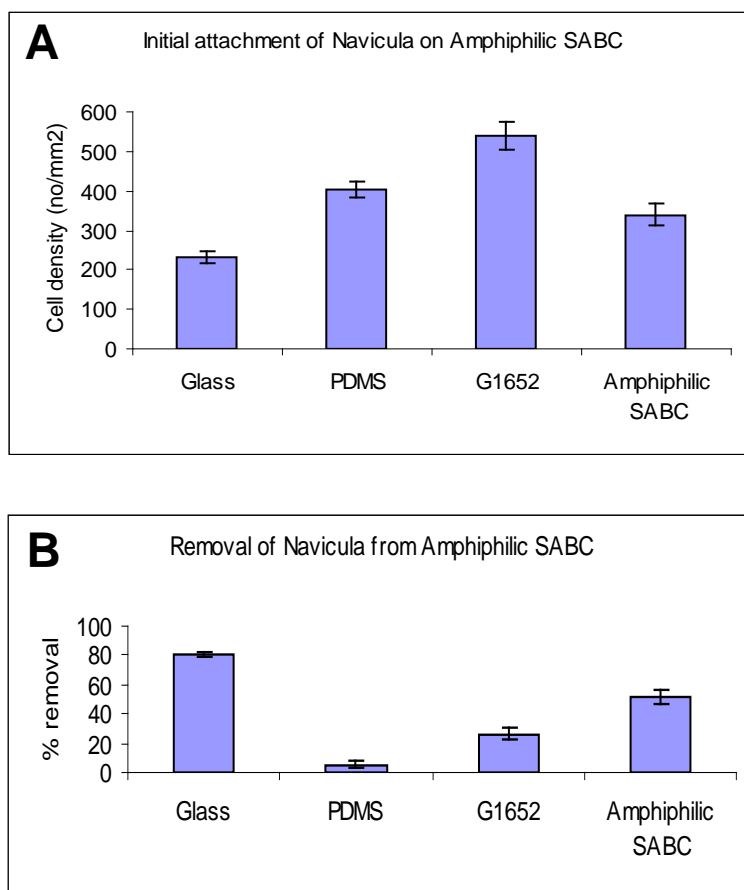 A
Initial attachment of Navicula on Amphiphilic SABC
Cell density (no/mm2)
600
500
400
300
200
100
0
Glass PDMS G1652 Amphiphilic
SABC
B
Removal of Navicula from Amphiphilic SABC
% removal
100
80
60
40
20
0
Glass PDMS G1652 Amphiphilic
SABC